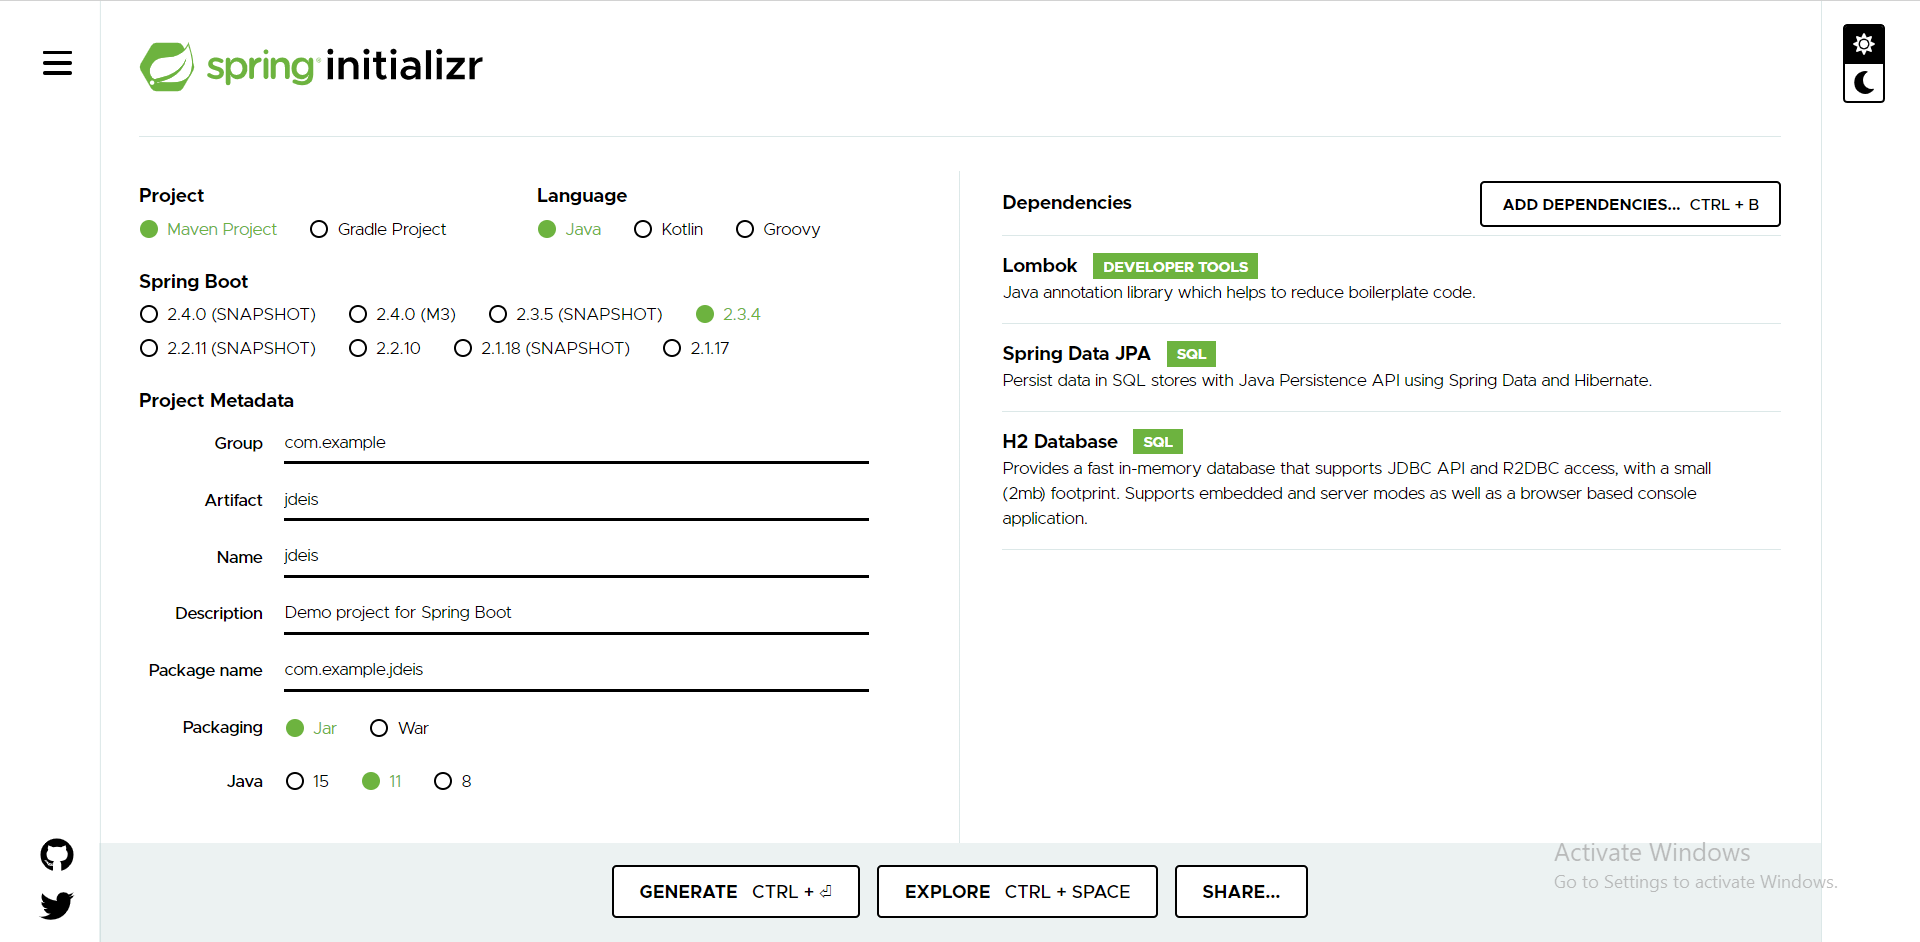 spring initializr
Project
Maven Project Gradle Project
Language
Java Kotlin Groovy
Spring Boot
2.4.0 (SNAPSHOT) 2.4.0 (M3) 2.3.5 (SNAPSHOT) 2.3.4
2.2.11 (SNAPSHOT) 2.2.10 2.1.18 (SNAPSHOT) 2.1.17
Project Metadata
Group com.example
Artifact jdeis
Name jdeis
Description Demo project for Spring Boot
Package name com.example.jdeis
Packaging Jar War
Java 15 11 8
Dependencies
ADD DEPENDENCIES... CTRL + B
Lombok DEVELOPER TOOLS
Java annotation library which helps to reduce boilerplate code.
Spring Data JPA SQL
Persist data in SQL stores with Java Persistence API using Spring Data and Hibernate.
H2 Database SQL
Provides a fast in-memory database that supports JDBC API and R2DBC access, with a small
(2mb) footprint. Supports embedded and server modes as well as a browser based console
application.
GENERATE CTRL + ⏎
EXPLORE CTRL + SPACE
SHARE...
Activate Windows
Go to Settings to activate Windows.